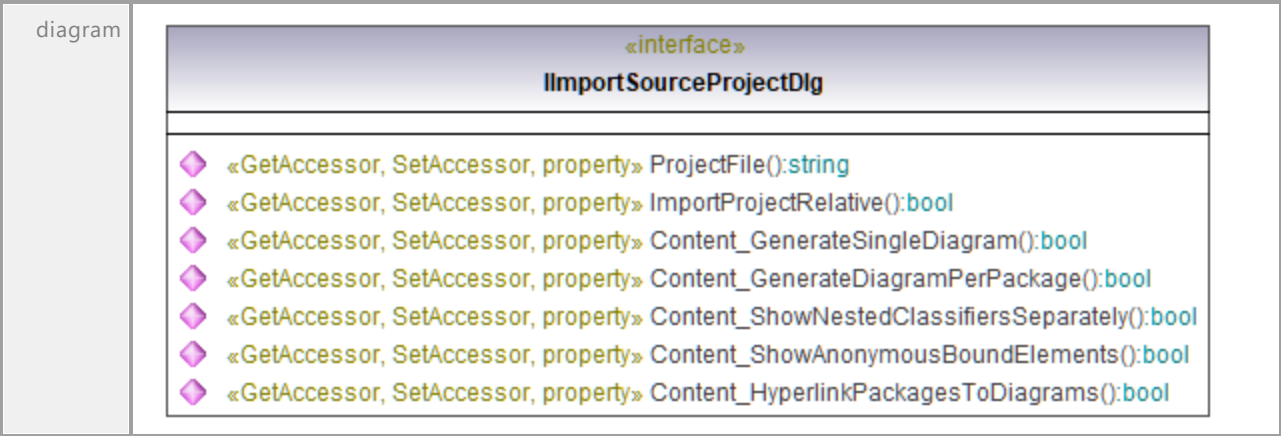 diagram
«interface»
IImportSourceProjectDlg
«GetAccessor, SetAccessor, property» ProjectFile():string
«GetAccessor, SetAccessor, property» ImportProjectRelative():bool
«GetAccessor, SetAccessor, property» Content_GenerateSingleDiagram():bool
«GetAccessor, SetAccessor, property» Content_GenerateDiagramPerPackage():bool
«GetAccessor, SetAccessor, property» Content_ShowNestedClassifiersSeparately():bool
«GetAccessor, SetAccessor, property» Content_ShowAnonymousBoundElements():bool
«GetAccessor, SetAccessor, property» Content_HyperlinkPackagesToDiagrams():bool